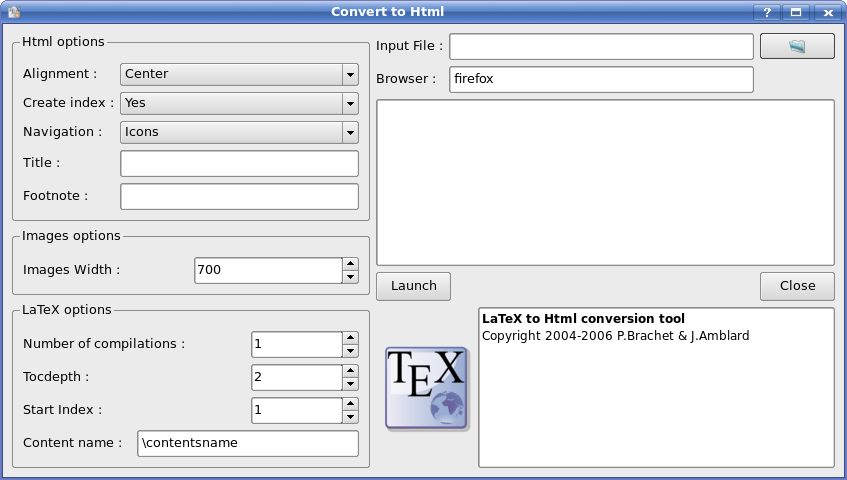 Convert to Html
?
Html options
Alignment :
Center
Create index :
Yes
Navigation :
Icons
Title :
Footnote :
Images options
Images Width :
700
LaTeX options
Number of compilations :
1
Tocdepth :
2
Start Index :
1
Content name :
\contentsname
Input File :
Browser :
firefox
Launch
Close
TEX
LaTeX to Html conversion tool
Copyright 2004-2006 P.Brachet & J.Amblard